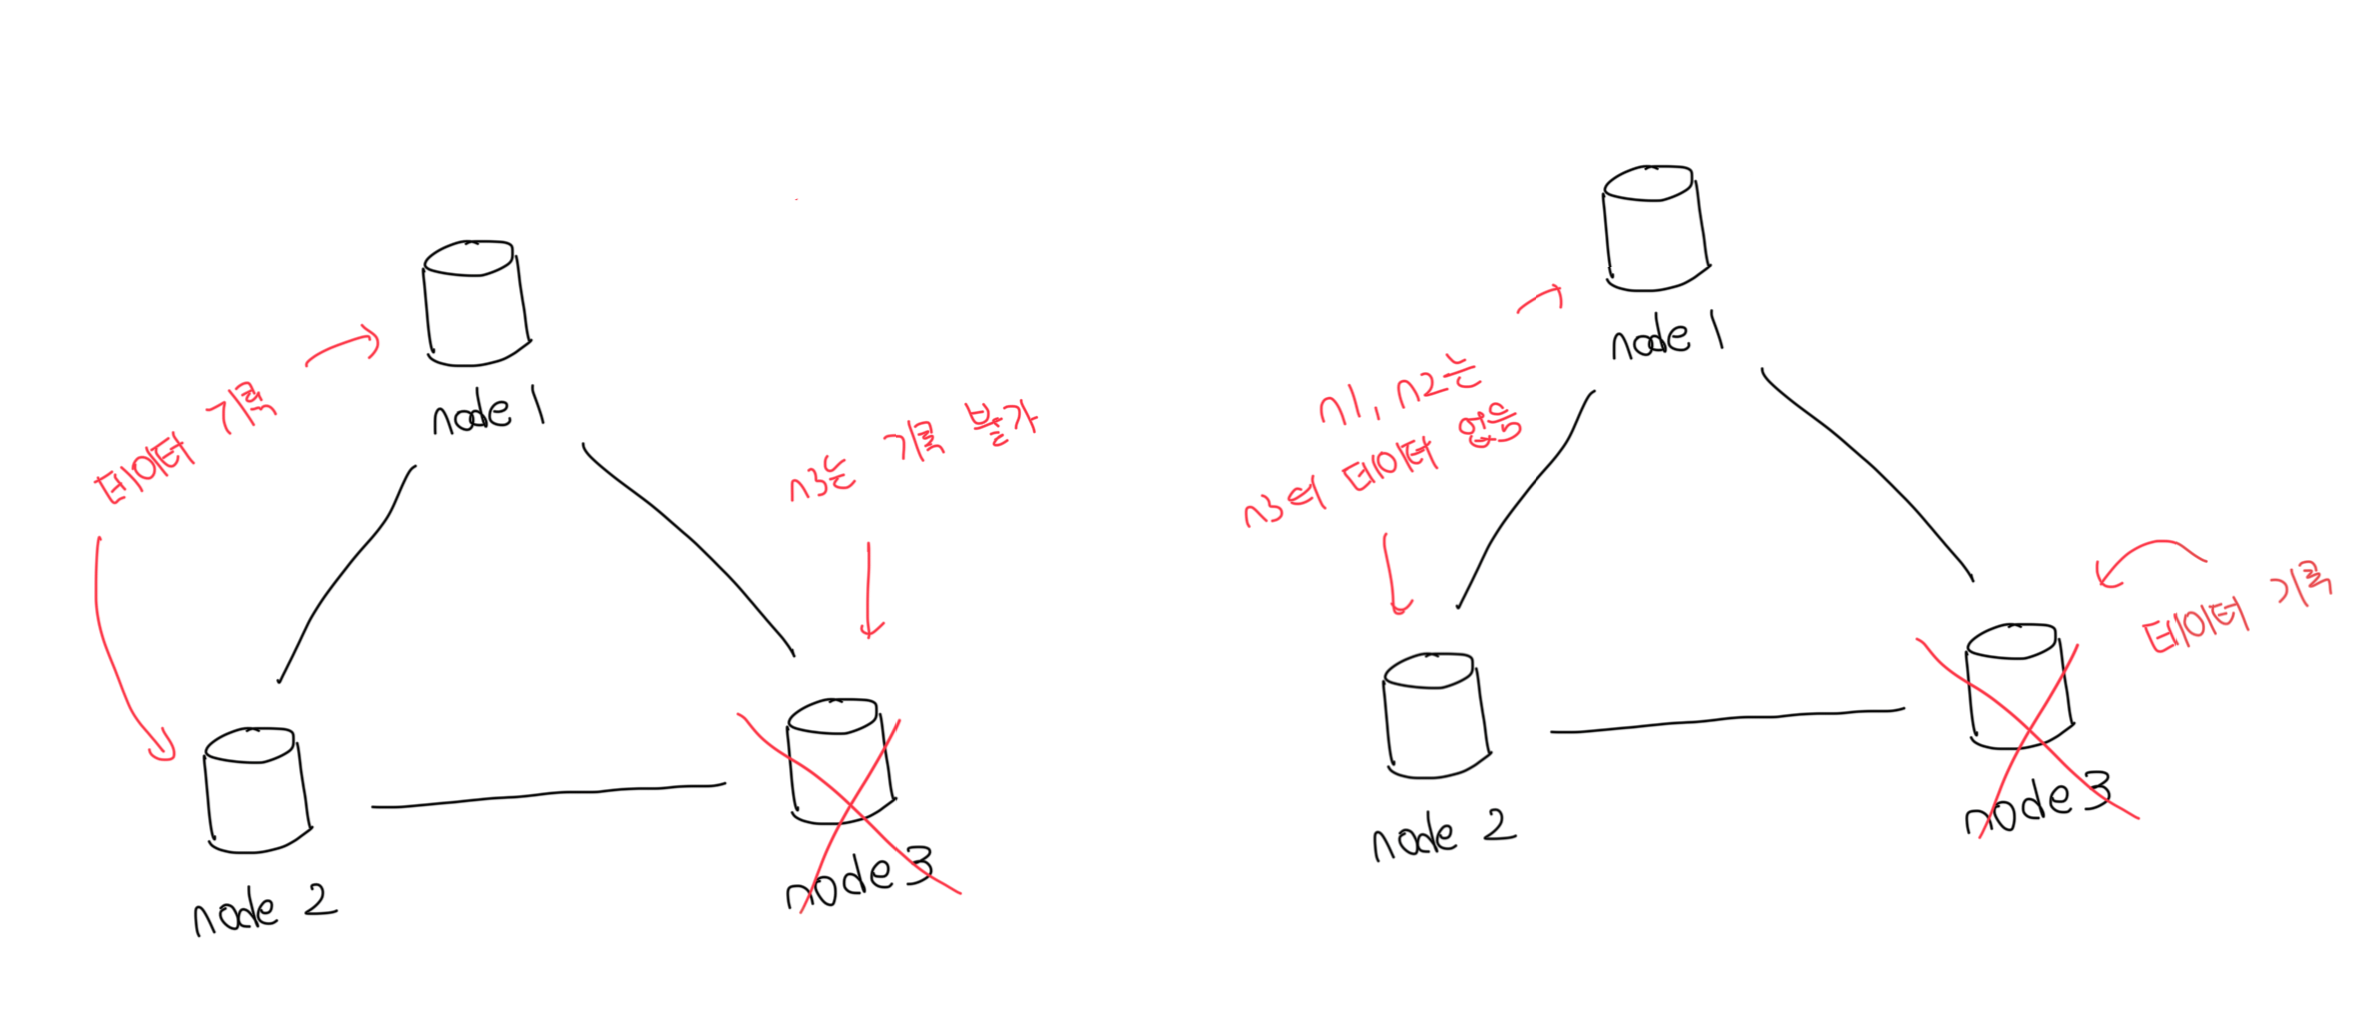 node 1
데이터 기록
n3는 기록 불가
node 2
node 3
node 1
n1, n2는
n3의 데이터 없음
데이터 기록
node 2
node 3